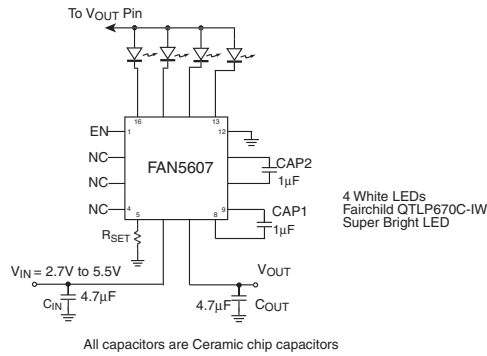 To VOUT Pin
16
13
EN
1
12
NC
FAN5607
CAP2
1µF
NC
NC
4
9
CAP1
5
8
1µF
RSET
4 White LEDs
Fairchild QTLP670C-IW
Super Bright LED
VIN = 2.7V to 5.5V
VOUT
CIN
4.7µF
4.7µF
COUT
All capacitors are Ceramic chip capacitors